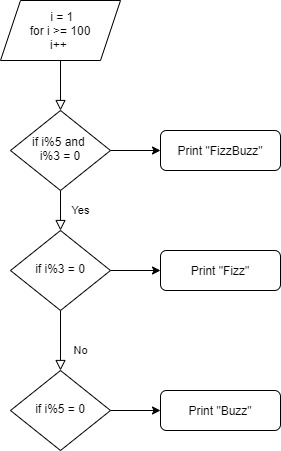 i = 1
for i >= 100
i++
if i%5 and
i%3 = 0
Print "FizzBuzz"
Yes
if i%3 = 0
Print "Fizz"
No
if i%5 = 0
Print "Buzz"